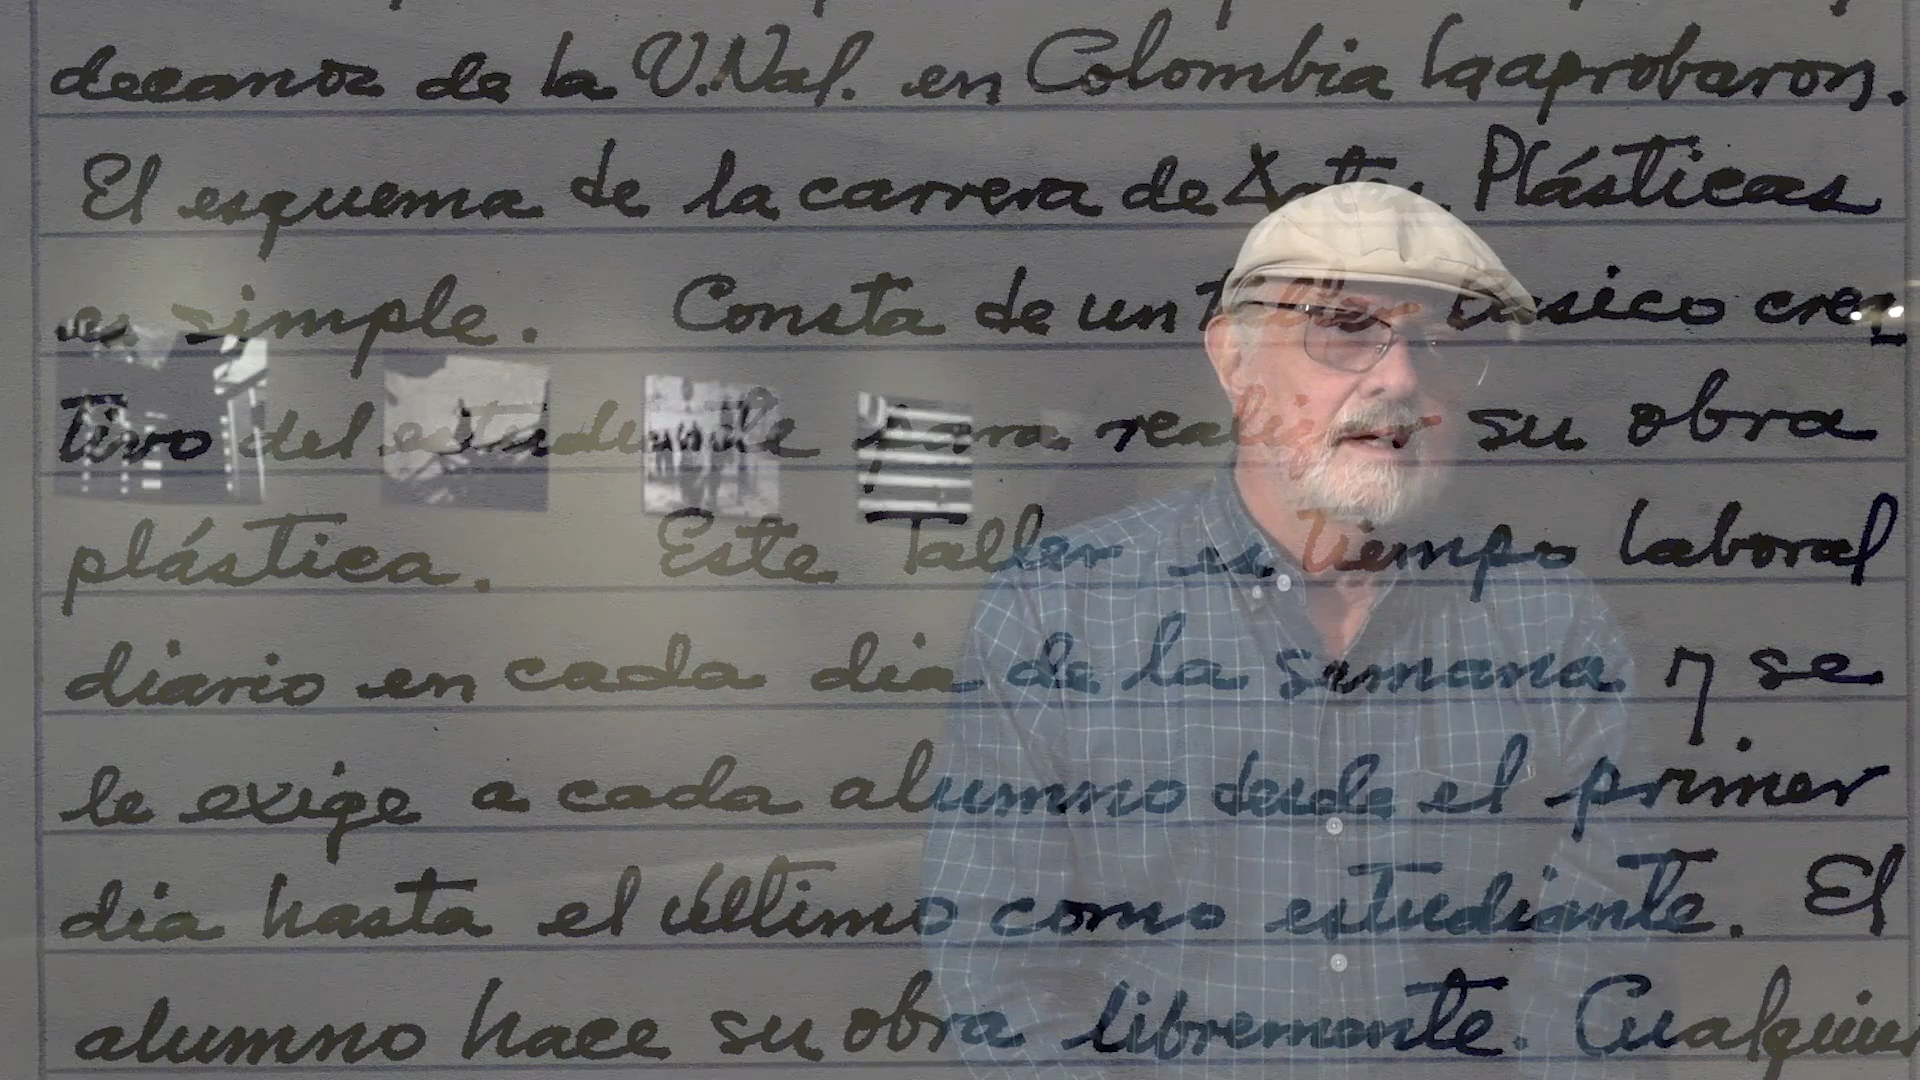 decanos de la U.Nal. en Colombia la aprobaron.
El esquema de la carrera de Artes Plásticas
es simple. Consta de un Taller básico crea
tivo del estudiante para realizar su obra
plástica. Este Taller es tiempo laboral
diario en cada dia de la semana y se
le exige a cada alumno desde el primer
dia hasta el último como estudiante. El
alumno hace su obra libremente. Cualquier